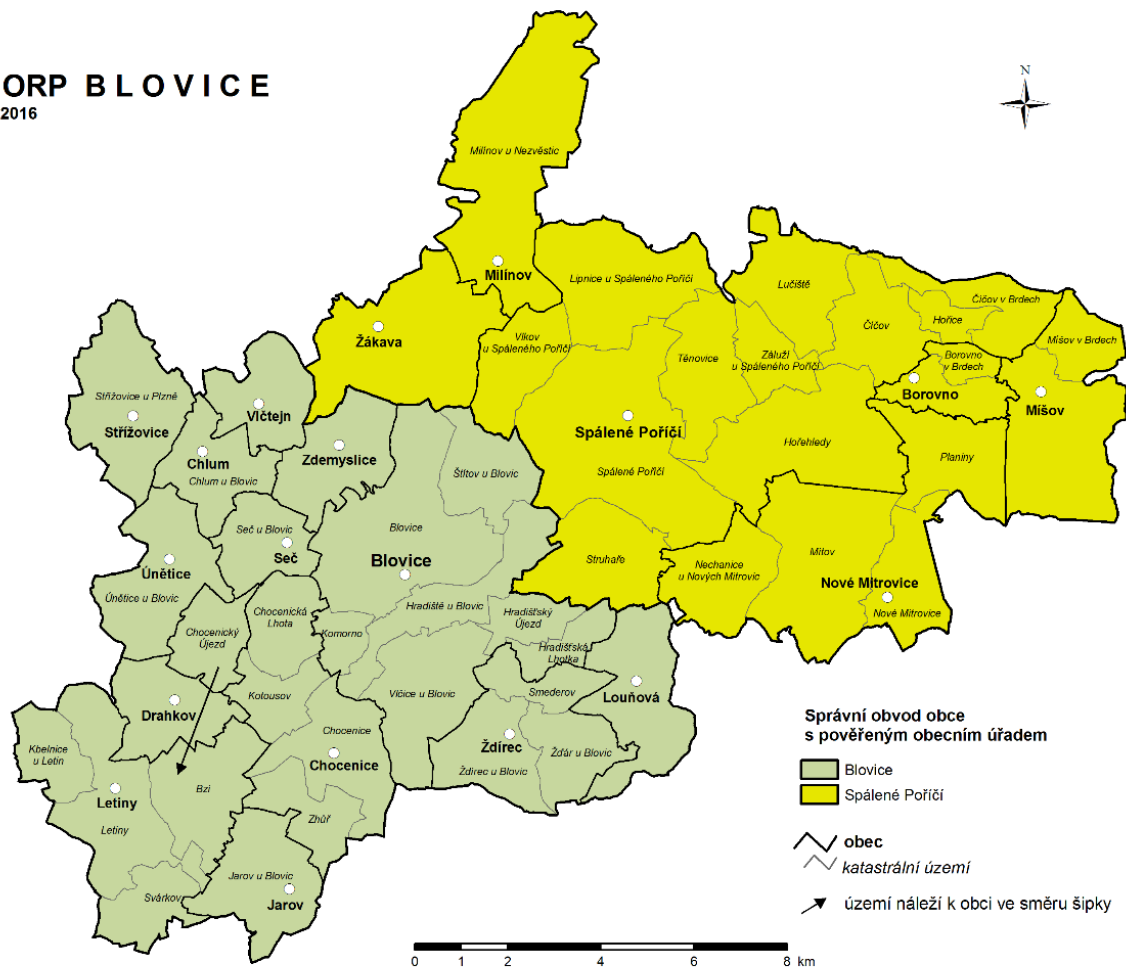 ORP BLOVICE
2016
N
Milínov u Nezvěstic
Milínov
Lipnice u Spáleného Poříčí
Lučiště
Číčov v Brdech
Žákava
Vlkov
u Spáleného Poříčí
Těnovice
Záluží
u Spáleného Poříčí
Číčov
Hořice
Míšov v Brdech
Borovno
v Brdech
Borovno
Míšov
Střížovice u Plzně
Střížovice
Vlčtejn
Chlum
Chlum u Blovic
Zdemyslice
Štítov u Blovic
Spálené Poříčí
Spálené Poříčí
Hořehledy
Planiny
Seč u Blovic
Seč
Blovice
Blovice
Struhaře
Nechanice
u Nových Mitrovic
Mítov
Nové Mitrovice
Nové Mitrovice
Únětice
Únětice u Blovic
Chocenický
Újezd
Chocenická
Lhota
Komorno
Hradiště u Blovic
Hradišťský
Újezd
Hradišťská
Lhotka
Louňová
Drahkov
Kotousov
Vlčice u Blovic
Smederov
Chocenice
Chocenice
Ždírec
Ždírec u Blovic
Žďár u Blovic
Kbelnice
u Letin
Letiny
Letiny
Bzí
Zhůř
Svárkov
Jarov u Blovic
Jarov
Správní obvod obce
s pověřeným obecním úřadem
Blovice
Spálené Poříčí
obec
katastrální území
území náleží k obci ve směru šipky
0 1 2 4 6 8 km